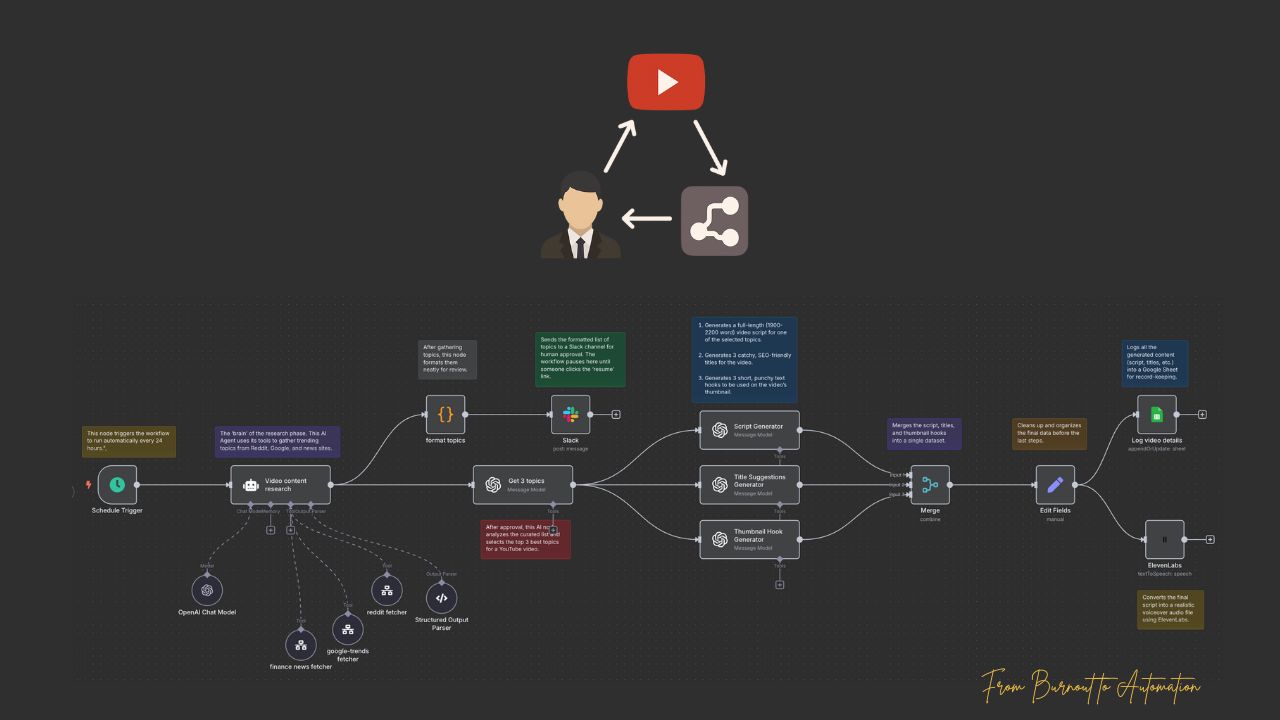 1. Generates a full-length (1900-
2200 word) video script for one
of the selected topics.
2. Generates 3 catchy, SEO-friendly
titles for the video.
3. Generates 3 short, punchy text
hooks to be used on the video's
thumbnail.
After gathering
topics, this node
formats them
neatly for review.
Sends the formatted list of
topics to a Slack channel for
human approval. The
workflow pauses here until
someone clicks the 'resume'
link.
Logs all the
generated content
(script, titles, etc.)
into a Google Sheet
for record-keeping.
This node triggers the workflow
to run automatically every 24
hours.",
The 'brain' of the research phase. This AI
Agent uses its tools to gather trending
topics from Reddit, Google, and news sites.
format topics
Slack
post: message
Script Generator
Message Model
Tools
Merges the script, titles,
and thumbnail hooks
into a single dataset.
Cleans up and organizes
the final data before the
last steps.
Log video details
appendOrUpdate: sheet
Schedule Trigger
Video content
research
Chat Model
Memory
Tool
Output Parser
Get 3 topics
Message Model
Tools
Title Suggestions
Generator
Message Model
Tools
Input 1
Input 2
Input 3
Merge
combine
Edit Fields
manual
After approval, this AI
analyzes the curated list and
selects the top 3 best topics
for a YouTube video.
Thumbnail Hook
Generator
Message Model
Tools
ElevenLabs
textToSpeech: speech
Converts the final
script into a realistic
voiceover audio file
using ElevenLabs.
Model
OpenAI Chat Model
Tool
finance news fetcher
Tool
google-trends
fetcher
Tool
reddit fetcher
Output Parser
Structured Output
Parser
From Burnout to Automation